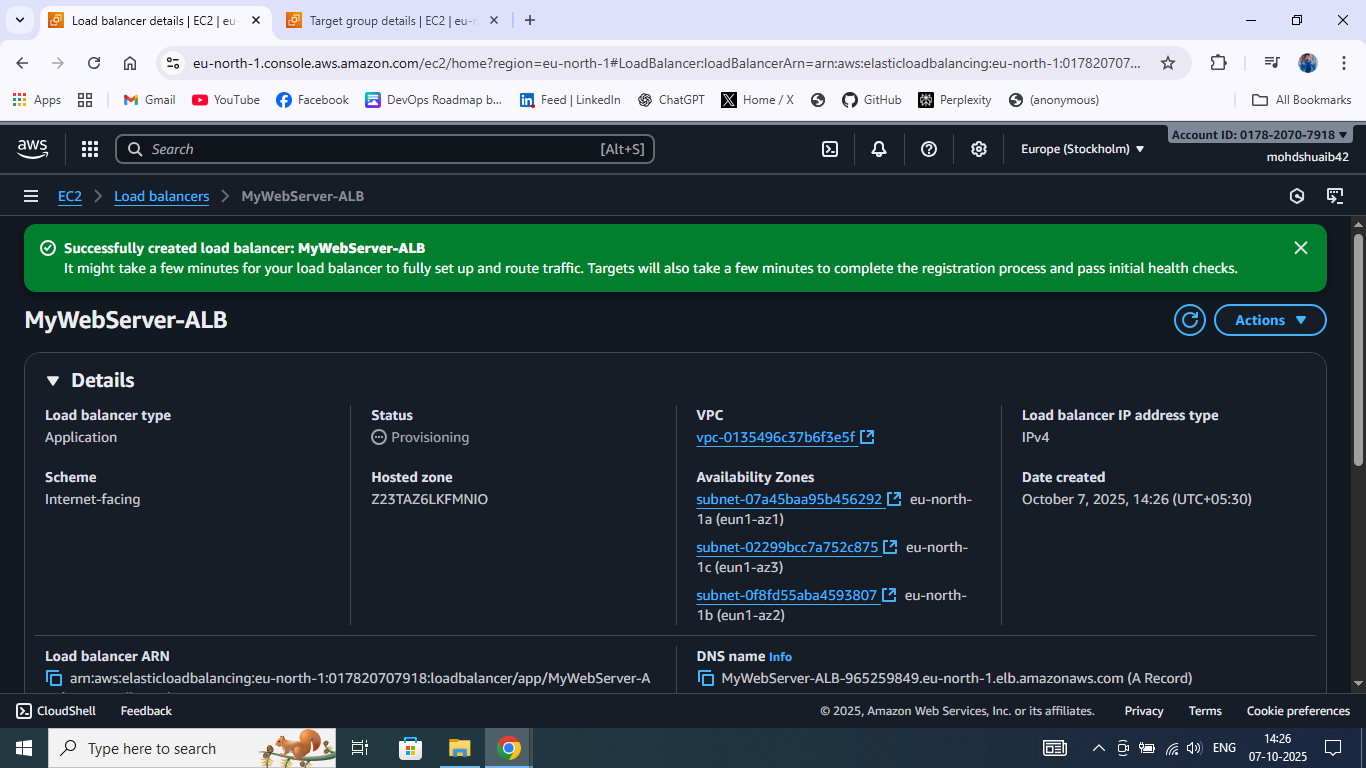 Load balancer details | EC2 | eu-
Target group details | EC2 | eu-n
eu-north-1.console.aws.amazon.com/ec2/home?region=eu-north-1#LoadBalancer:loadBalancerArn=arn:aws:elasticloadbalancing:eu-north-1:017820707...
Apps
Gmail
YouTube
Facebook
DevOps Roadmap b...
Feed | LinkedIn
ChatGPT
Home / X
GitHub
Perplexity
(anonymous)
All Bookmarks
aws
Search
[Alt+S]
Europe (Stockholm)
Account ID: 0178-2070-7918
mohdshuaib42
EC2
Load balancers
MyWebServer-ALB
Successfully created load balancer: MyWebServer-ALB
It might take a few minutes for your load balancer to fully set up and route traffic. Targets will also take a few minutes to complete the registration process and pass initial health checks.
MyWebServer-ALB
Actions
Details
Load balancer type
Application
Status
Provisioning
VPC
vpc-0135496c37b6f3e5f
Load balancer IP address type
IPv4
Scheme
Internet-facing
Hosted zone
Z23TAZ6LKFMNIO
Availability Zones
subnet-07a45baa95b456292 eu-north-
1a (eun1-az1)
subnet-02299bcc7a752c875 eu-north-
1c (eun1-az3)
subnet-0f8fd55aba4593807 eu-north-
1b (eun1-az2)
Date created
October 7, 2025, 14:26 (UTC+05:30)
Load balancer ARN
arn:aws:elasticloadbalancing:eu-north-1:017820707918:loadbalancer/app/MyWebServer-A
DNS name Info
MyWebServer-ALB-965259849.eu-north-1.elb.amazonaws.com (A Record)
CloudShell
Feedback
© 2025, Amazon Web Services, Inc. or its affiliates.
Privacy
Terms
Cookie preferences
Type here to search
ENG
14:26
07-10-2025